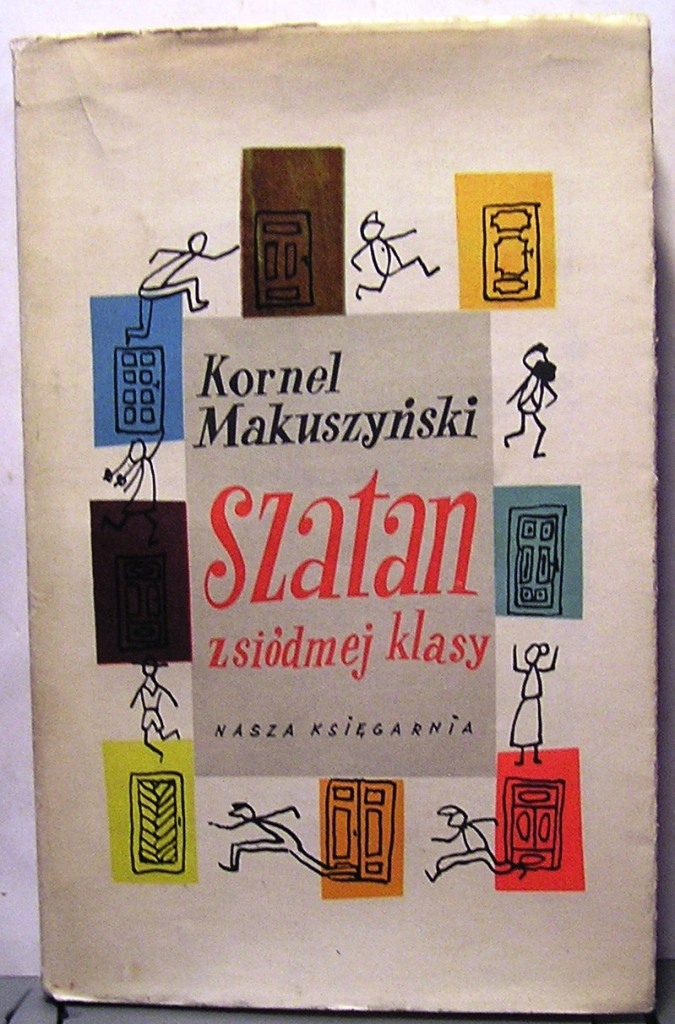 Kornel
Makuszyński
Szatan
z siódmej klasy
NASZA KSIĘGARNIA